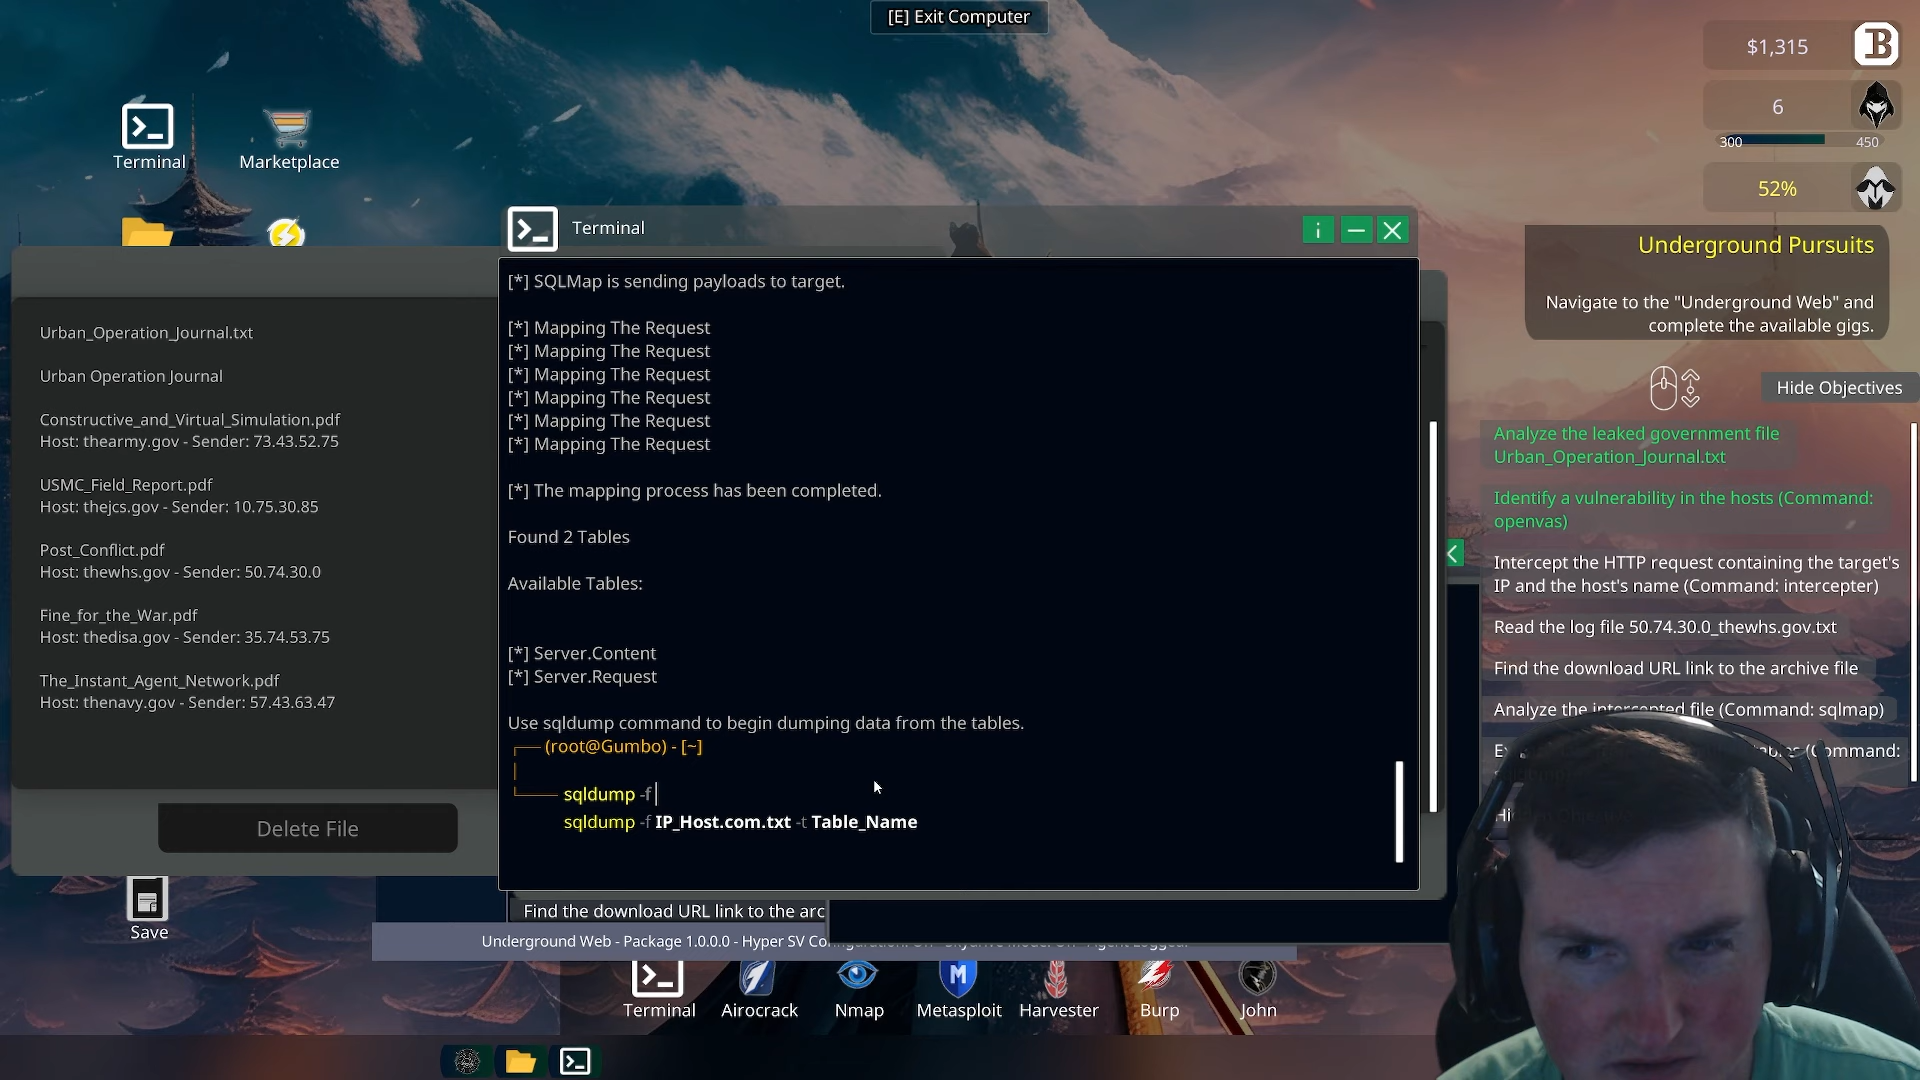 [E] Exit Computer
$1,315
B
6
300
450
52%
Terminal
Marketplace
Underground Pursuits
Navigate to the "Underground Web" and
complete the available gigs.
Hide Objectives
Analyze the leaked government file
Urban_Operation_Journal.txt
Identify a vulnerability in the hosts (Command:
openvas)
Intercept the HTTP request containing the target's
IP and the host's name (Command: intercepter)
Read the log file 50.74.30.0_thewhs.gov.txt
Find the download URL link to the archive file
Analyze the intercepted file (Command: sqlmap)
(Command:
Urban_Operation_Journal.txt
Urban Operation Journal
Constructive_and_Virtual_Simulation.pdf
Host: thearmy.gov - Sender: 73.43.52.75
USMC_Field_Report.pdf
Host: thejcs.gov - Sender: 10.75.30.85
Post_Conflict.pdf
Host: thewhs.gov - Sender: 50.74.30.0
Fine_for_the_War.pdf
Host: thedisa.gov - Sender: 35.74.53.75
The_Instant_Agent_Network.pdf
Host: thenavy.gov - Sender: 57.43.63.47
Delete File
Save
Terminal
[*] SQLMap is sending payloads to target.
[*] Mapping The Request
[*] Mapping The Request
[*] Mapping The Request
[*] Mapping The Request
[*] Mapping The Request
[*] Mapping The Request
[*] The mapping process has been completed.
Found 2 Tables
Available Tables:
[*] Server.Content
[*] Server.Request
Use sqldump command to begin dumping data from the tables.
(root@Gumbo) - [~]
sqldump -f
sqldump -f IP_Host.com.txt -t Table_Name
Find the download URL link to the arc
Underground Web - Package 1.0.0.0 - Hyper SV
Terminal
Airocrack
Nmap
Metasploit
Harvester
Burp
John